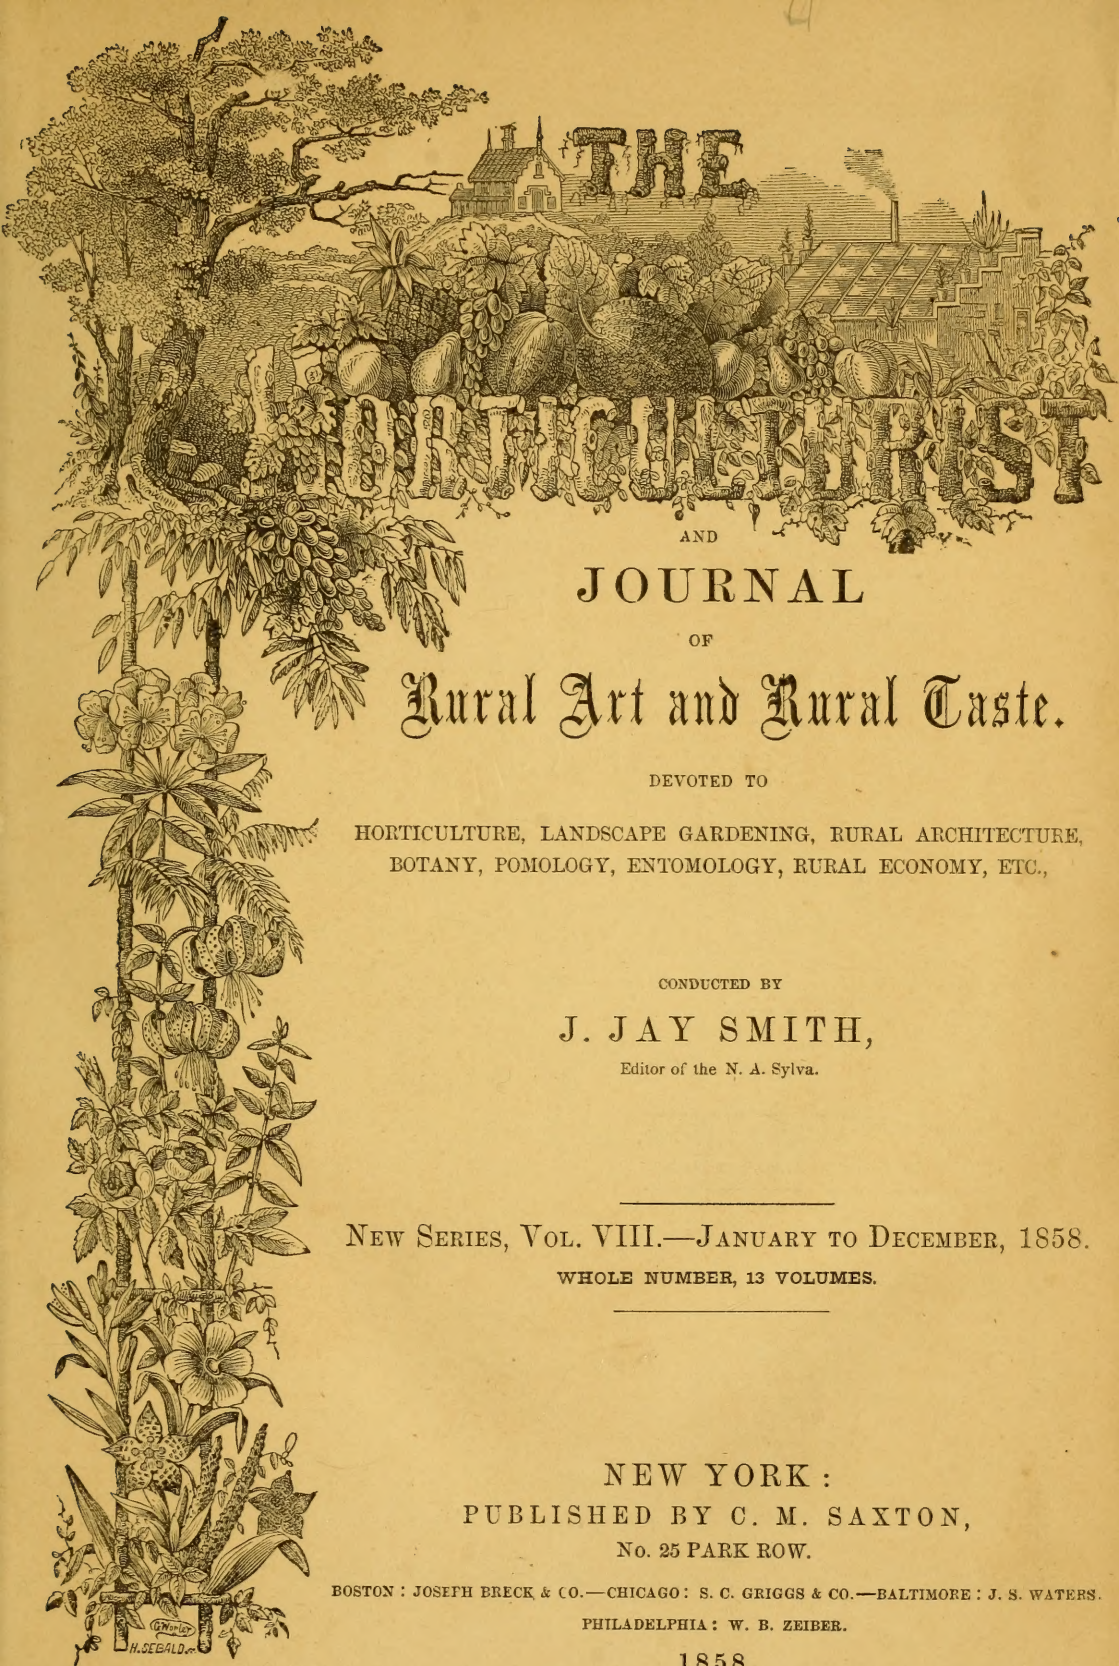 THE
HORTICULTURIST
AND
JOURNAL
OF
Rural Art and Rural Taste.
DEVOTED TO
HORTICULTURE, LANDSCAPE GARDENING, RURAL ARCHITECTURE,
BOTANY, POMOLOGY, ENTOMOLOGY, RURAL ECONOMY, ETC.,
CONDUCTED BY
J. JAY SMITH,
Editor of the N. A. Sylva.
NEW SERIES, VOL. VIII.—JANUARY TO DECEMBER, 1858.
WHOLE NUMBER, 13 VOLUMES.
NEW YORK:
PUBLISHED BY C. M. SAXTON,
No. 25 PARK ROW.
BOSTON: JOSEPH BRECK & CO.—CHICAGO: S. C. GRIGGS & CO.—BALTIMORE: J. S. WATERS.
PHILADELPHIA: W. B. ZEIBER.
1858
H. SEBALD